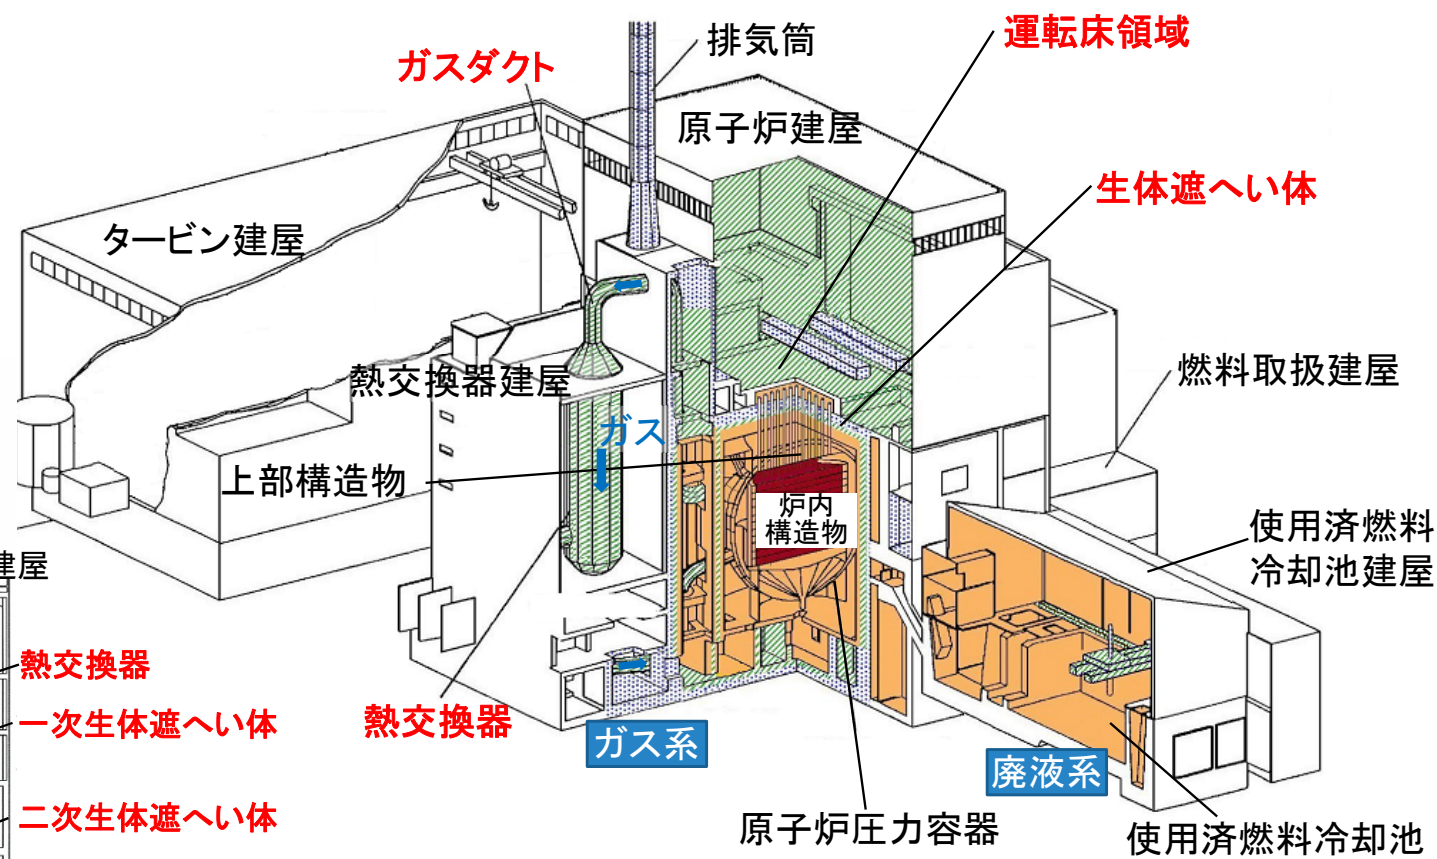 排気筒
運転床領域
ガスダクト
原子炉建屋
生体遮へい体
タービン建屋
熱交換器建屋
燃料取扱建屋
ガス
上部構造物
炉内
構造物
使用済燃料
冷却池建屋
建屋
熱交換器
一次生体遮へい体
熱交換器
ガス系
廃液系
二次生体遮へい体
原子炉圧力容器
使用済燃料冷却池